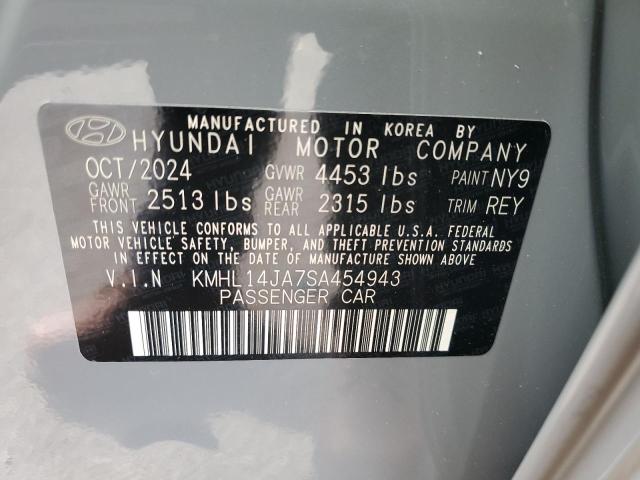 MANUFACTURED IN KOREA BY
HYUNDAI MOTOR COMPANY
OCT/2024 GVWR 4453 lbs PAINT NY9
GAWR FRONT 2513 lbs GAWR REAR 2315 lbs TRIM REY
THIS VEHICLE CONFORMS TO ALL APPLICABLE U.S.A. FEDERAL
MOTOR VEHICLE SAFETY, BUMPER, AND THEFT PREVENTION STANDARDS
IN EFFECT ON THE DATE OF MANUFACTURE SHOWN ABOVE.
V.I.N KMHL14JA7SA454943
PASSENGER CAR